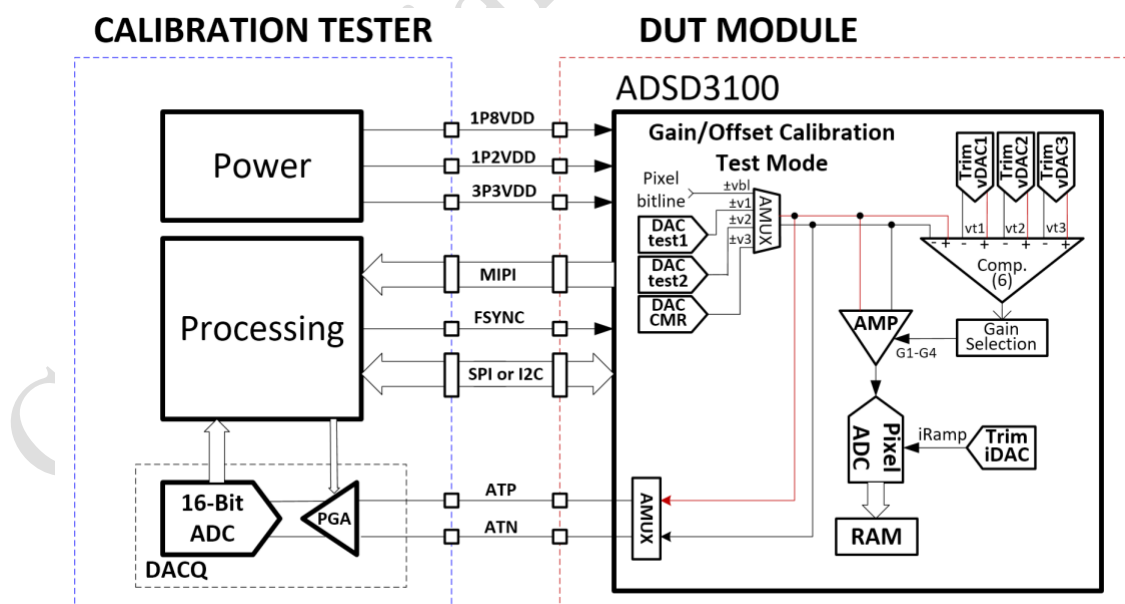 CALIBRATION TESTER
DUT MODULE
ADSD3100
Power
1P8VDD
1P2VDD
3P3VDD
Processing
MIPI
FSYNC
SPI or I2C
16-Bit
ADC
PGA
DACQ
ATP
ATN
AMUX
Gain/Offset Calibration
Test Mode
Pixel
bitline
±vbl
±v1
±v2
±v3
DAC
test1
DAC
test2
DAC
CMR
AMUX
Trim
vDAC1
Trim
vDAC2
Trim
vDAC3
vt1
vt2
vt3
- + - + - + - +
Comp.
(6)
AMP
G1-G4
Gain
Selection
Pixel
ADC
iRamp
Trim
iDAC
RAM